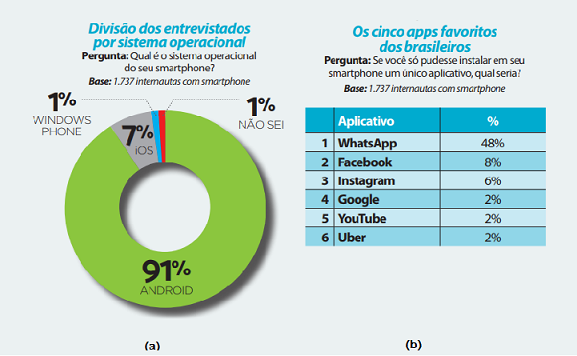 Divisão dos entrevistados
por sistema operacional
Pergunta: Qual é o sistema operacional
do seu smartphone?
Base: 1.737 internautas com smartphone
1%
WINDOWS
PHONE
7%
iOS
1%
NÃO SEI
91%
ANDROID
(a)
Os cinco apps favoritos
dos brasileiros
Pergunta: Se você só pudesse instalar em seu
smartphone um único aplicativo, qual seria?
Base: 1.737 internautas com smartphone
Aplicativo %
1 WhatsApp 48%
2 Facebook 8%
3 Instagram 6%
4 Google 2%
5 YouTube 2%
6 Uber 2%
(b)